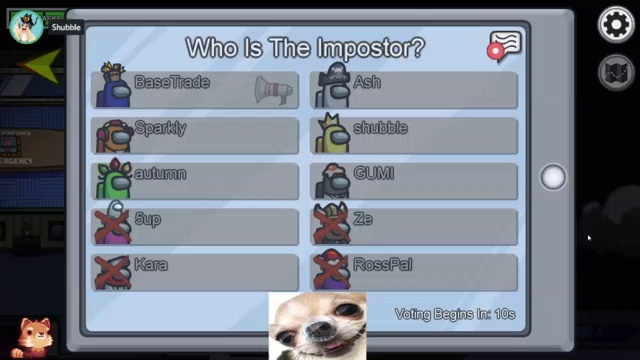 Shubble
Who Is The Impostor?
BaseTrade
Ash
Sparkly
shubble
autumn
GUMI
5up
Ze
Kara
RossPal
ERGENCY
Voting Begins In: 10s